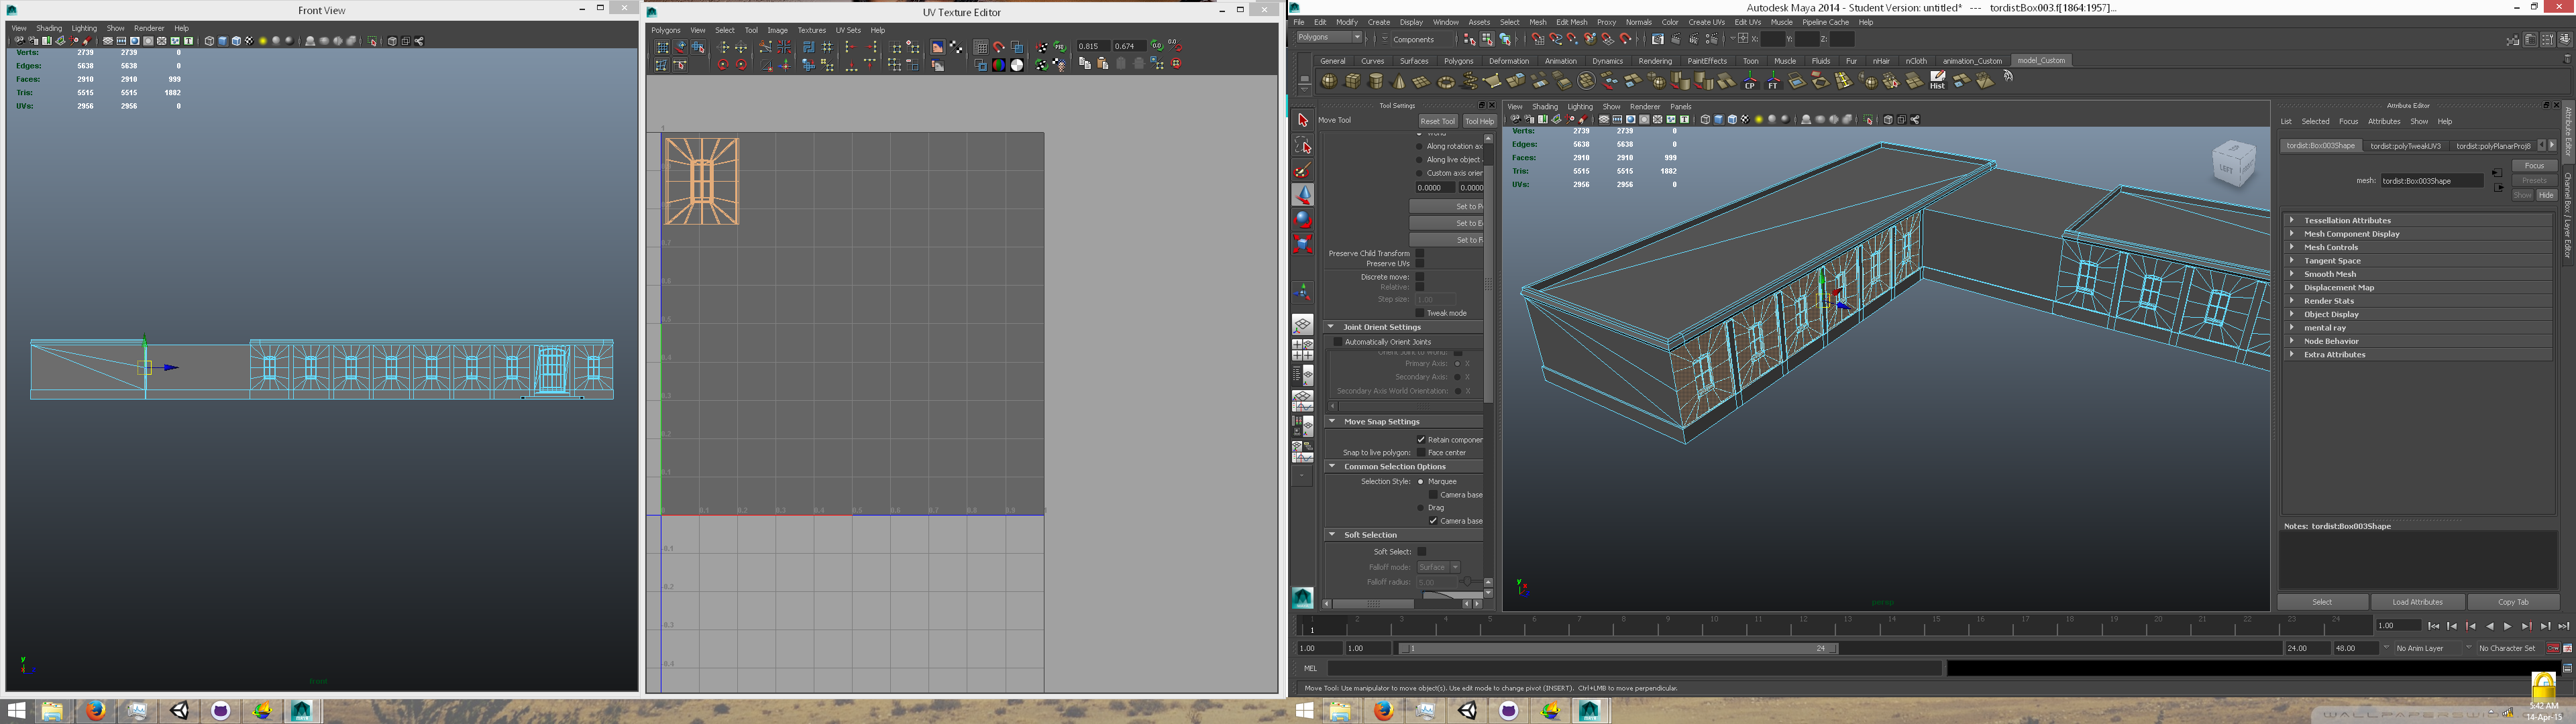 Front View
View Shading Lighting Show Renderer Panels Help
Verts: 2739 2739 0
Edges: 5638 5638 0
Faces: 2910 2910 999
Tris: 5515 5515 1882
UVs: 2956 2956 0
front
UV Texture Editor
Polygons View Select Tool Image Textures UV Sets Help
0.815 0.674
Autodesk Maya 2014 - Student Version: untitled* --- tordist:Box003.f[1864:1957]...
File Edit Modify Create Display Window Assets Select Mesh Edit Mesh Proxy Normals Color Create UVs Edit UVs Muscle Pipeline Cache Help
Polygons Components X: Y: Z:
General Curves Surfaces Polygons Deformation Animation Dynamics Rendering PaintEffects Toon Muscle Fluids Fur nHair nCloth animation_Custom model_Custom
CP FT Hist
Tool Settings
Move Tool Reset Tool Tool Help
World
Along rotation ax
Along live object
Custom axis orien
0.0000 0.0000
Set to P
Set to E
Set to F
Preserve Child Transform
Preserve UVs
Discrete move:
Relative:
Step size: 1.00
Tweak mode
Joint Orient Settings
Automatically Orient Joints
Orient Joint to World:
Primary Axis: X
Secondary Axis: X
Secondary Axis World Orientation: X
Move Snap Settings
Retain componen
Snap to live polygon: Face center
Common Selection Options
Selection Style: Marquee
Camera base
Drag
Camera base
Soft Selection
Soft Select:
Falloff mode: Surface
Falloff radius: 5.00
View Shading Lighting Show Renderer Panels
Verts: 2739 2739 0
Edges: 5638 5638 0
Faces: 2910 2910 999
Tris: 5515 5515 1882
UVs: 2956 2956 0
persp
Attribute Editor
List Selected Focus Attributes Show Help
tordist:Box003Shape tordist:polyTweakUV3 tordist:polyPlanarProj8
Focus
mesh: tordist:Box003Shape Presets
Show Hide
Tessellation Attributes
Mesh Component Display
Mesh Controls
Tangent Space
Smooth Mesh
Displacement Map
Render Stats
Object Display
mental ray
Node Behavior
Extra Attributes
Notes: tordist:Box003Shape
Select Load Attributes Copy Tab
Attribute Editor
Channel Box / Layer Editor
1 2 3 4 5 6 7 8 9 10 11 12 13 14 15 16 17 18 19 20 21 22 23 24
1 1.00
1.00 1.00 1 24 24.00 48.00 No Anim Layer No Character Set
MEL
Move Tool: Use manipulator to move object(s). Use edit mode to change pivot (INSERT). Ctrl+LMB to move perpendicular.
5:42 AM
14-Apr-15